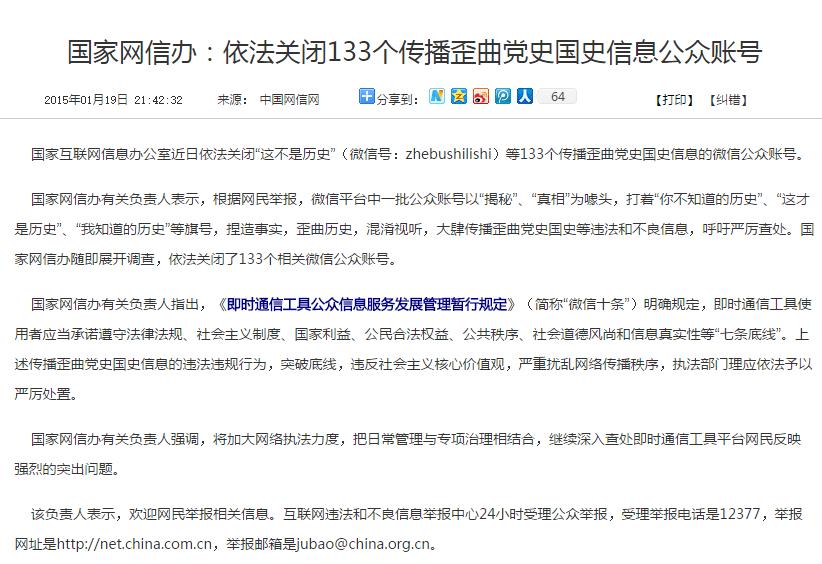 国家网信办：依法关闭133个传播歪曲党史国史信息公众账号
2015年01月19日 21:42:32 来源： 中国网信网 分享到： 64 【打印】 【纠错】
国家互联网信息办公室近日依法关闭“这不是历史”（微信号：zhebushilishi）等133个传播歪曲党史国史信息的微信公众账号。
国家网信办有关负责人表示，根据网民举报，微信平台中一批公众账号以“揭秘”、“真相”为噱头，打着“你不知道的历史”、“这才
是历史”、“我知道的历史”等旗号，捏造事实，歪曲历史，混淆视听，大肆传播歪曲党史国史等违法和不良信息，呼吁严厉查处。国
家网信办随即展开调查，依法关闭了133个相关微信公众账号。
国家网信办有关负责人指出，《即时通信工具公众信息服务发展管理暂行规定》（简称“微信十条”）明确规定，即时通信工具使
用者应当承诺遵守法律法规、社会主义制度、国家利益、公民合法权益、公共秩序、社会道德风尚和信息真实性等“七条底线”。上
述传播歪曲党史国史信息的违法违规行为，突破底线，违反社会主义核心价值观，严重扰乱网络传播秩序，执法部门理应依法予以
严厉处置。
国家网信办有关负责人强调，将加大网络执法力度，把日常管理与专项治理相结合，继续深入查处即时通信工具平台网民反映
强烈的突出问题。
该负责人表示，欢迎网民举报相关信息。互联网违法和不良信息举报中心24小时受理公众举报，受理举报电话是12377，举报
网址是http://net.china.com.cn，举报邮箱是jubao@china.org.cn。